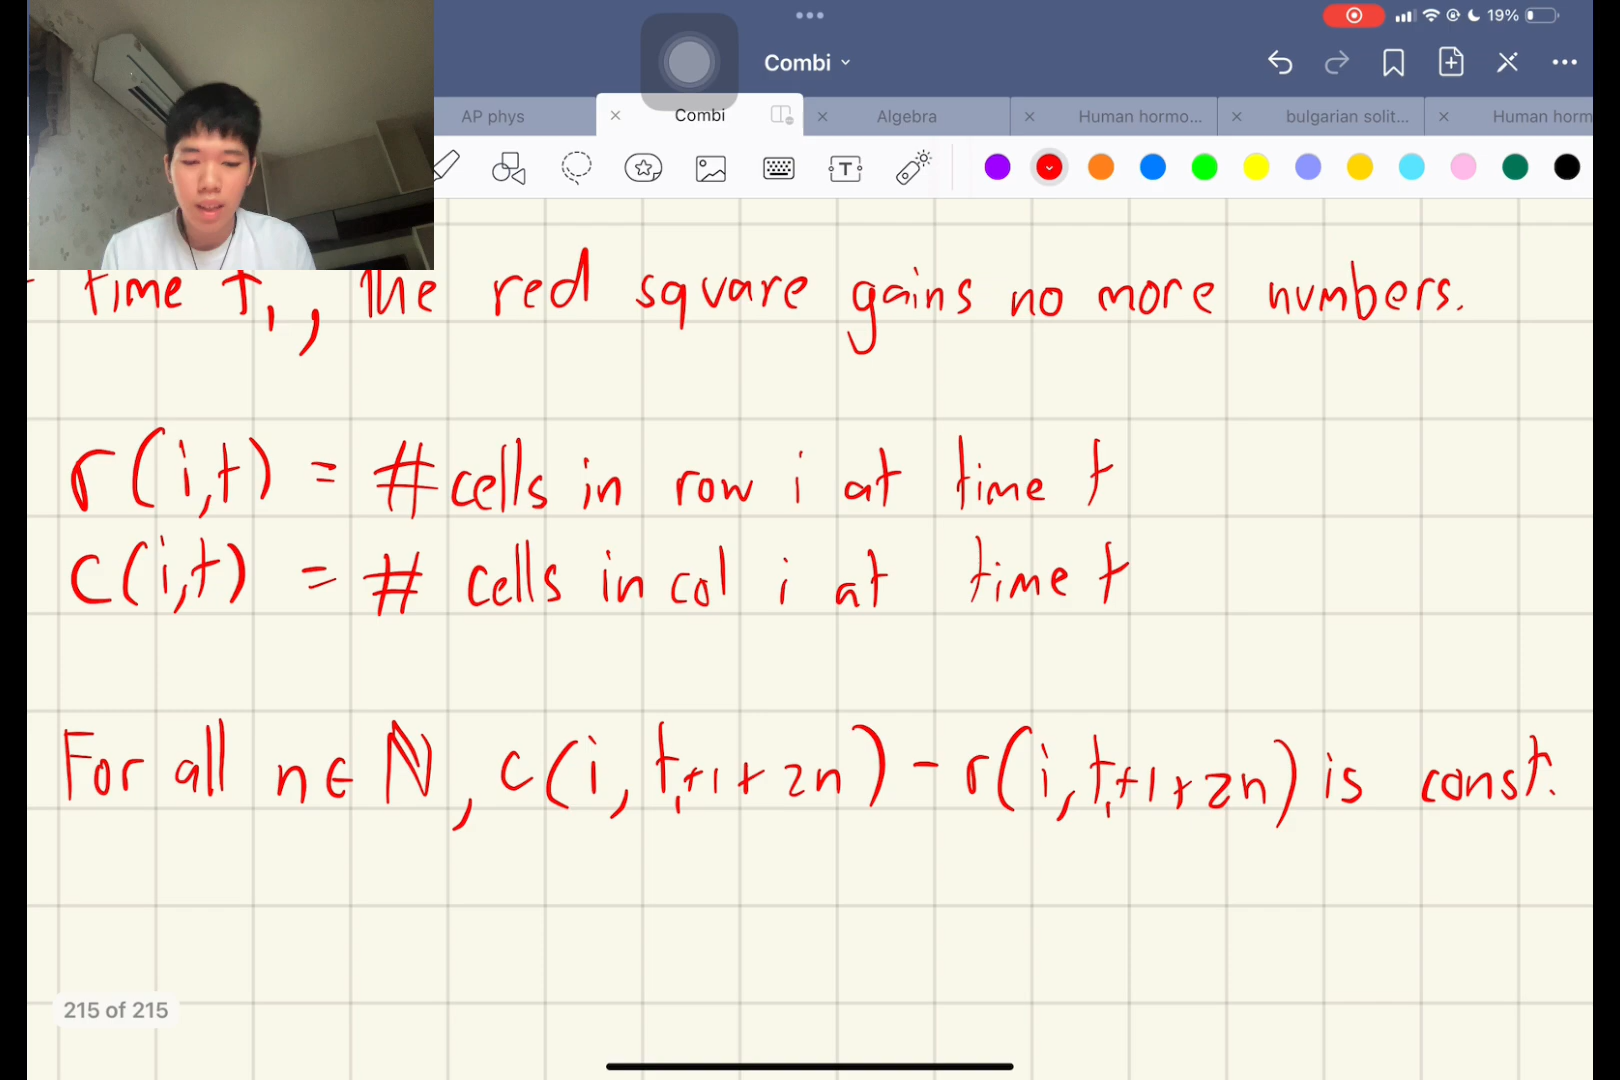 19%
Combi
AP phys
Combi
Algebra
Human hormo...
bulgarian solit...
Human horm
time t₁, the red square gains no more numbers.
r(i,t) = # cells in row i at time t
c(i,t) = # cells in col i at time t
For all n ∈ ℕ, c(i, t₁+1+2n) - r(i, t₁+1+2n) is const.
215 of 215